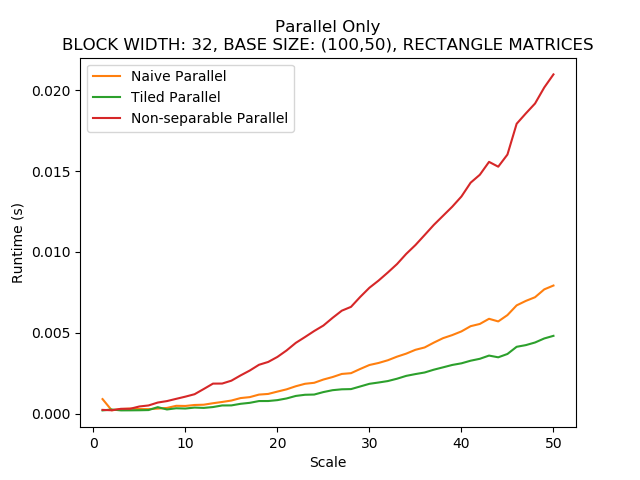 Parallel Only
BLOCK WIDTH: 32, BASE SIZE: (100,50), RECTANGLE MATRICES
Naive Parallel
Tiled Parallel
Non-separable Parallel
0.020
0.015
0.010
0.005
0.000
Runtime (s)
0 10 20 30 40 50
Scale